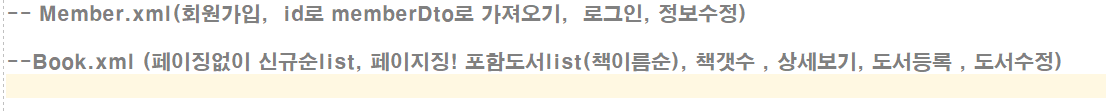 -- Member.xml(회원가입, id로 memberDto로 가져오기, 로그인, 정보수정)
--Book.xml (페이징없이 신규순list, 페이지징! 포함도서list(책이름순), 책갯수 , 상세보기, 도서등록 , 도서수정)